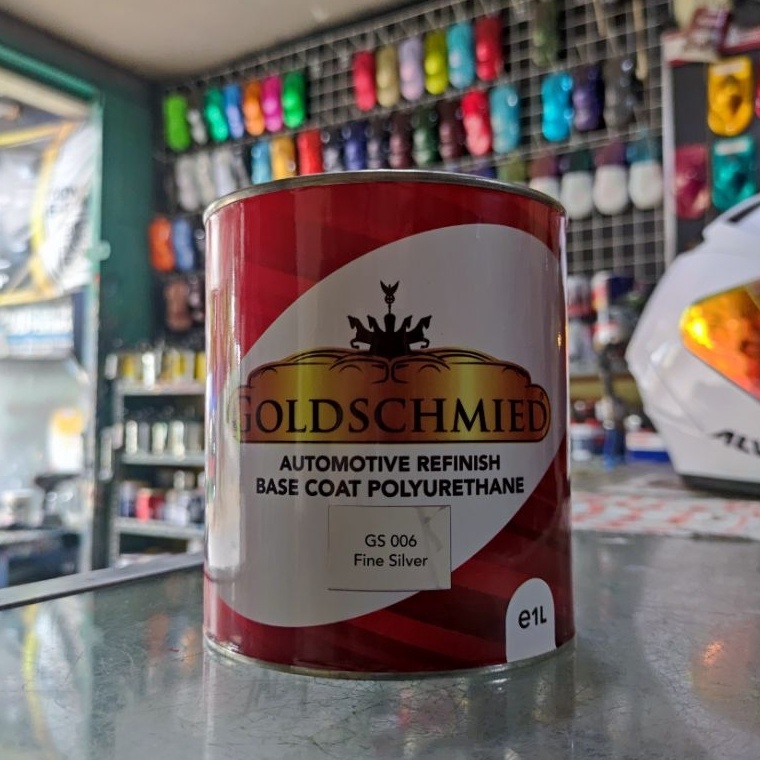 GOLDSCHMIED
AUTOMOTIVE REFINISH
BASE COAT POLYURETHANE
GS 006
Fine Silver
e1L